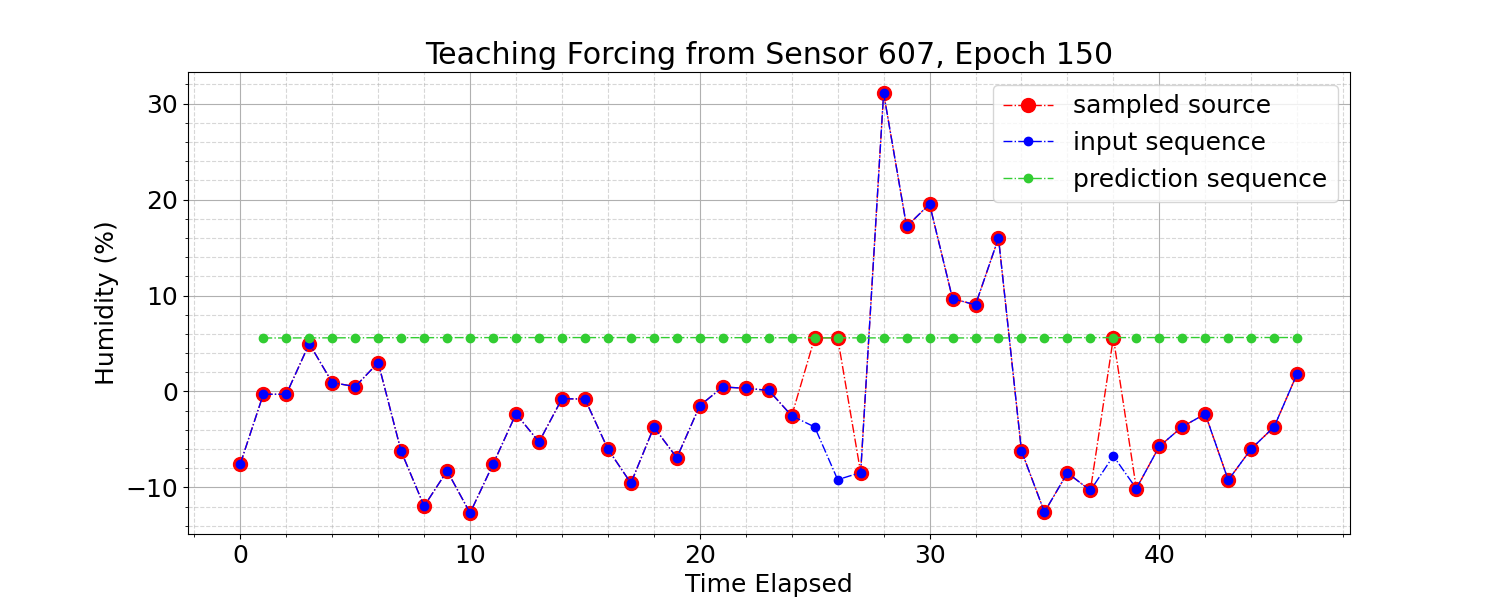 Teaching Forcing from Sensor 607, Epoch 150
30
20
10
0
−10
Humidity (%)
sampled source
input sequence
prediction sequence
0 10 20 30 40
Time Elapsed